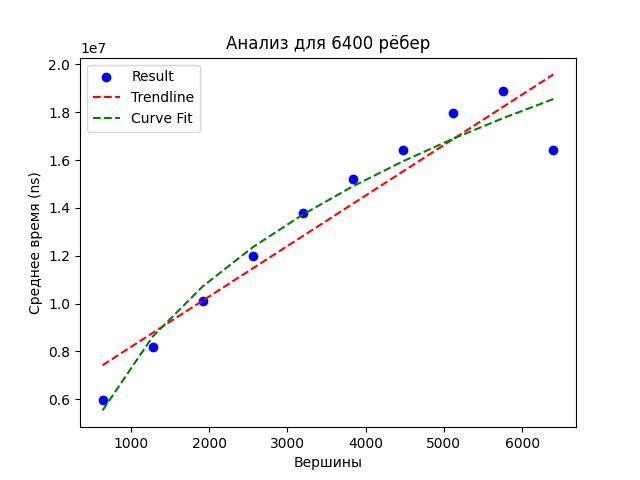 Анализ для 6400 рёбер
1e7
Result
Trendline
Curve Fit
2.0
1.8
1.6
1.4
1.2
1.0
0.8
0.6
Среднее время (ns)
1000 2000 3000 4000 5000 6000
Вершины